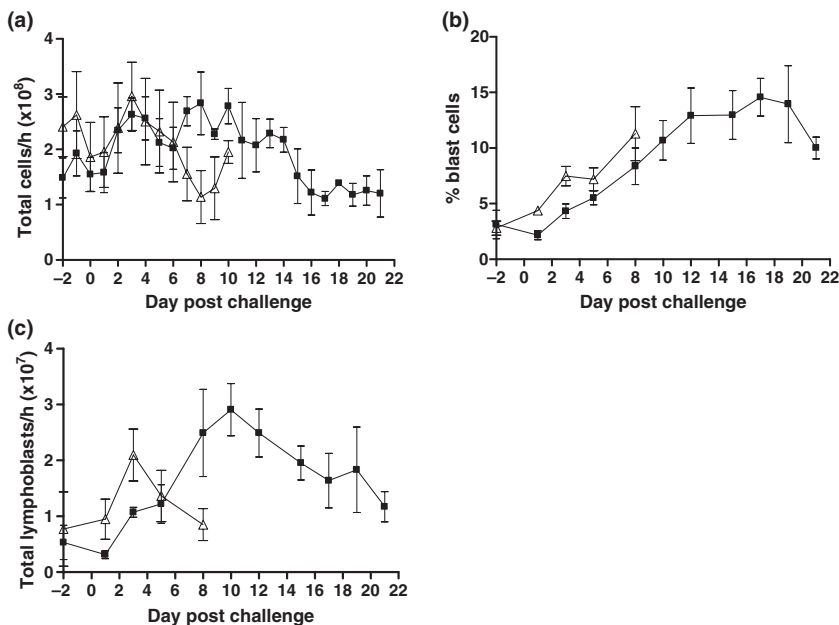 (a)
Total cells/h (x10⁸)
4
3
2
1
0
−2 0 2 4 6 8 10 12 14 16 18 20 22
Day post challenge
(b)
% blast cells
20
15
10
5
0
−2 0 2 4 6 8 10 12 14 16 18 20 22
Day post challenge
(c)
Total lymphoblasts/h (x10⁷)
4
3
2
1
0
−2 0 2 4 6 8 10 12 14 16 18 20 22
Day post challenge